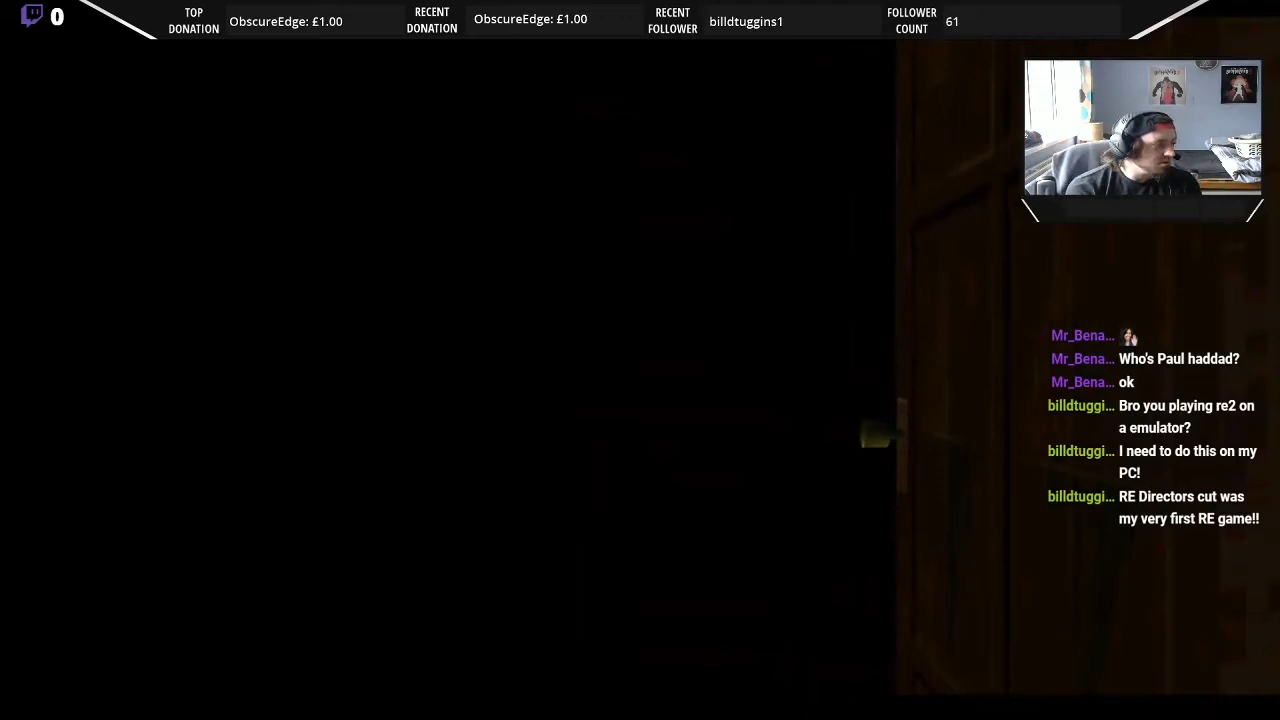 0
TOP
DONATION
ObscureEdge: £1.00
RECENT
DONATION
ObscureEdge: £1.00
RECENT
FOLLOWER
billdtuggins1
FOLLOWER
COUNT
61
Mr_Bena...
Mr_Bena... Who's Paul haddad?
Mr_Bena... ok
billdtuggi... Bro you playing re2 on
a emulator?
billdtuggi... I need to do this on my
PC!
billdtuggi... RE Directors cut was
my very first RE game!!